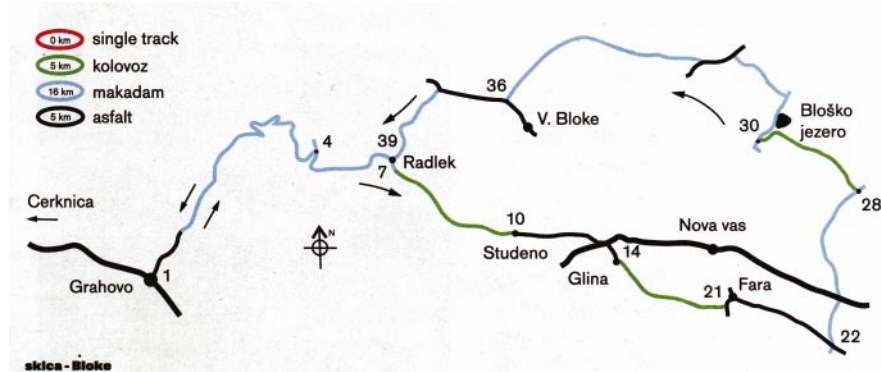 0 km single track
5 km kolovoz
16 km makadam
5 km asfalt
36
V. Bloke
Bloško
jezero
30
4
39
Radlek
7
28
Cerknica
N
10
Studeno
Nova vas
14
Glina
1
Grahovo
21
Fara
22
skica - Bloke